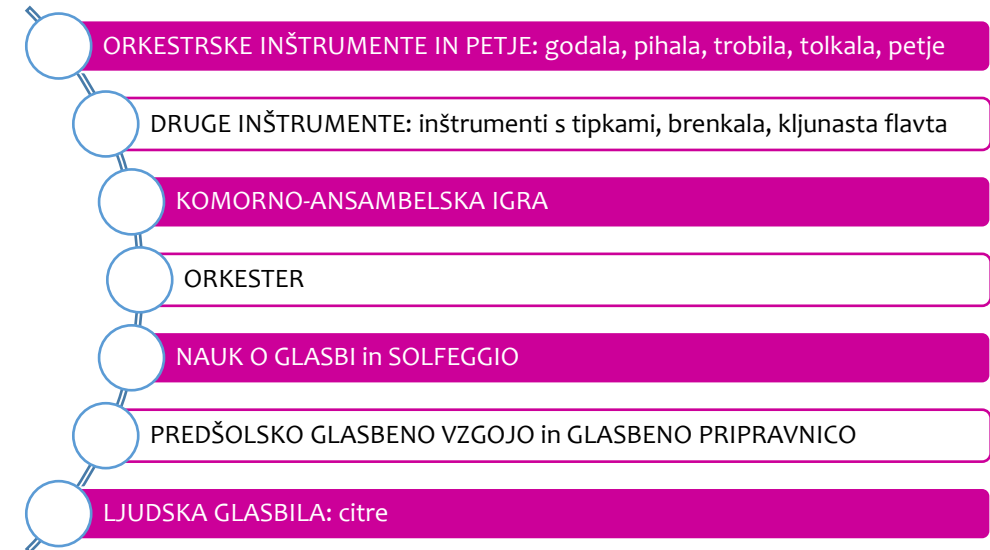 ORKESTRSKE INŠTRUMENTE IN PETJE: godala, pihala, trobila, tolkala, petje
DRUGE INŠTRUMENTE: inštrumenti s tipkami, brenkala, kljunasta flavta
KOMORNO-ANSAMBELSKA IGRA
ORKESTER
NAUK O GLASBI in SOLFEGGIO
PREDŠOLSKO GLASBENO VZGOJO in GLASBENO PRIPRAVNICO
LJUDSKA GLASBILA: citre